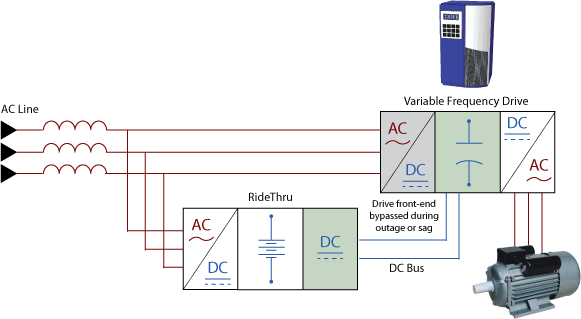 AC Line
Variable Frequency Drive
AC
DC
DC
AC
RideThru
Drive front-end
bypassed during
outage or sag
AC
DC
DC
DC Bus